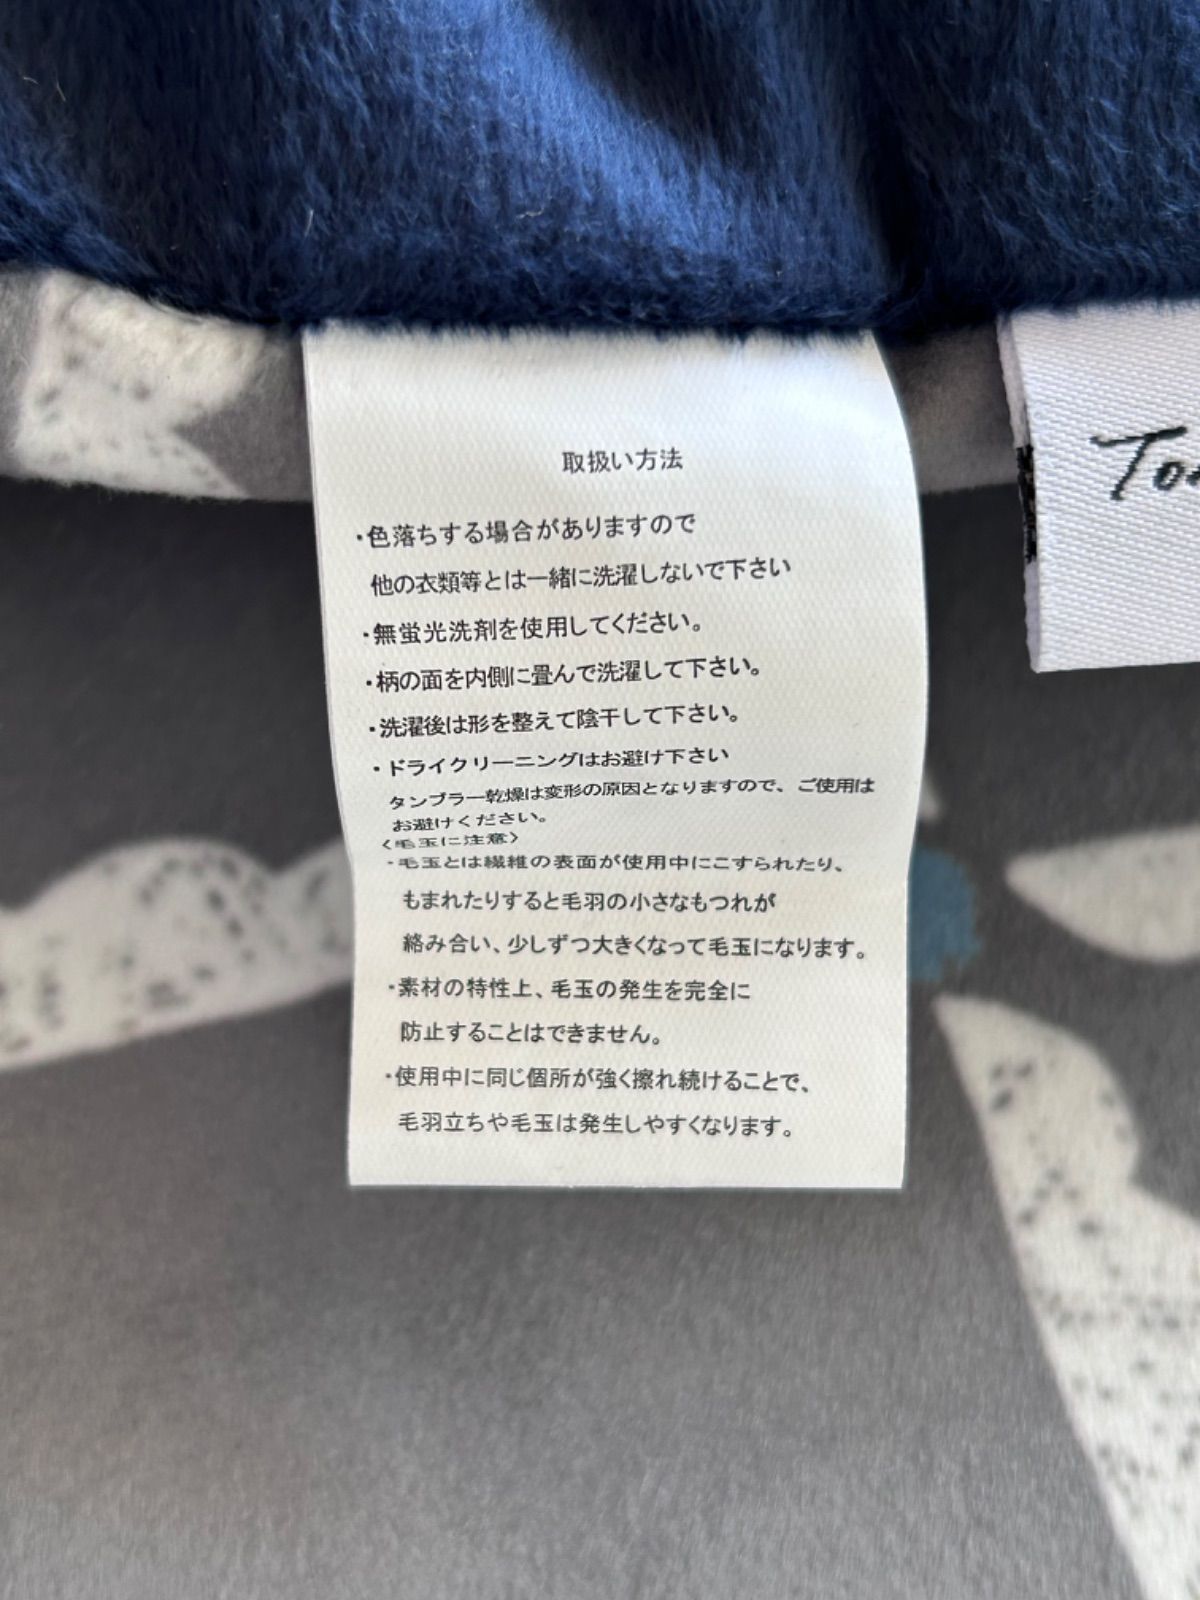 取扱い方法
・色落ちする場合がありますので
他の衣類等とは一緒に洗濯しないで下さい
・無蛍光洗剤を使用してください。
・柄の面を内側に畳んで洗濯して下さい。
・洗濯後は形を整えて陰干して下さい。
・ドライクリーニングはお避け下さい
タンブラー乾燥は変形の原因となりますので、ご使用は
お避けください。
〈毛玉に注意〉
・毛玉とは繊維の表面が使用中にこすられたり、
もまれたりすると毛羽の小さなもつれが
絡み合い、少しずつ大きくなって毛玉になります。
・素材の特性上、毛玉の発生を完全に
防止することはできません。
・使用中に同じ個所が強く擦れ続けることで、
毛羽立ちや毛玉は発生しやすくなります。